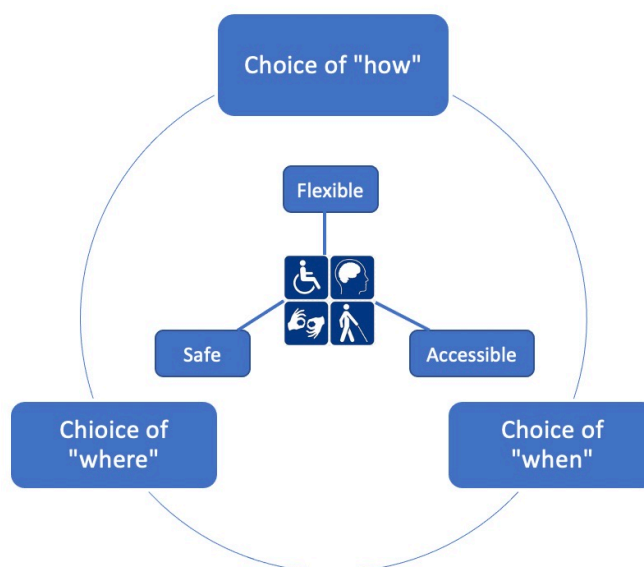 Choice of "how"
Flexible
Safe
Accessible
Chioice of
"where"
Choice of
"when"